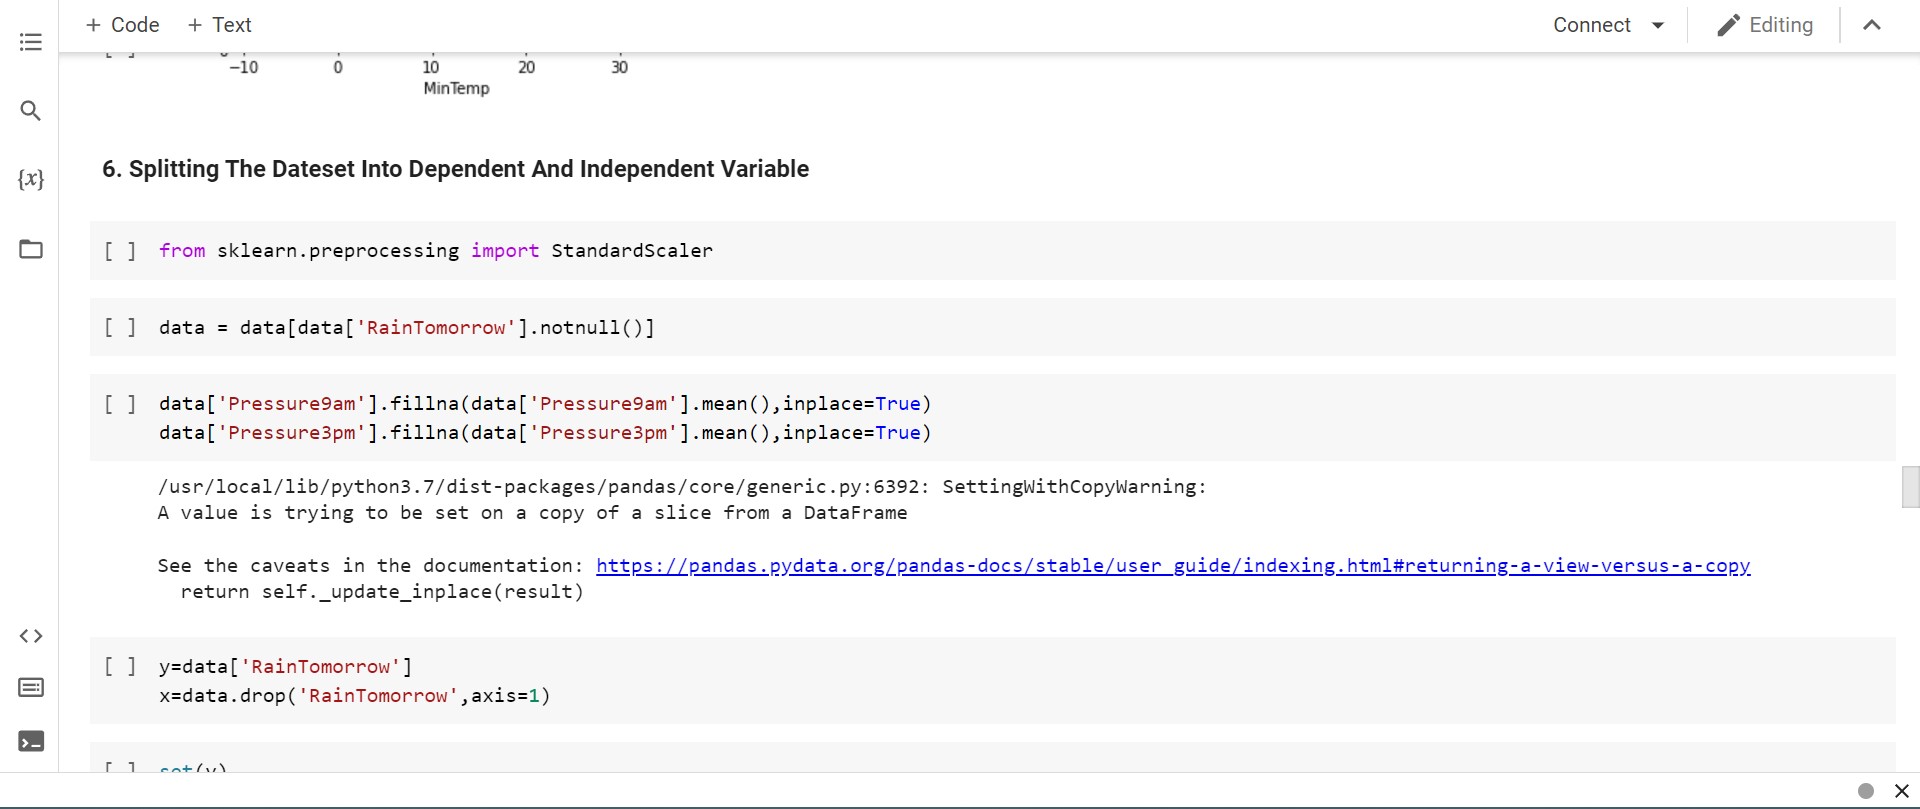 + Code + Text
Connect Editing
−10 0 10 20 30
MinTemp
{x}
6. Splitting The Dateset Into Dependent And Independent Variable
[ ] from sklearn.preprocessing import StandardScaler
[ ] data = data[data['RainTomorrow'].notnull()]
[ ] data['Pressure9am'].fillna(data['Pressure9am'].mean(),inplace=True)
data['Pressure3pm'].fillna(data['Pressure3pm'].mean(),inplace=True)
/usr/local/lib/python3.7/dist-packages/pandas/core/generic.py:6392: SettingWithCopyWarning:
A value is trying to be set on a copy of a slice from a DataFrame
See the caveats in the documentation: https://pandas.pydata.org/pandas-docs/stable/user_guide/indexing.html#returning-a-view-versus-a-copy
return self._update_inplace(result)
[ ] y=data['RainTomorrow']
x=data.drop('RainTomorrow',axis=1)